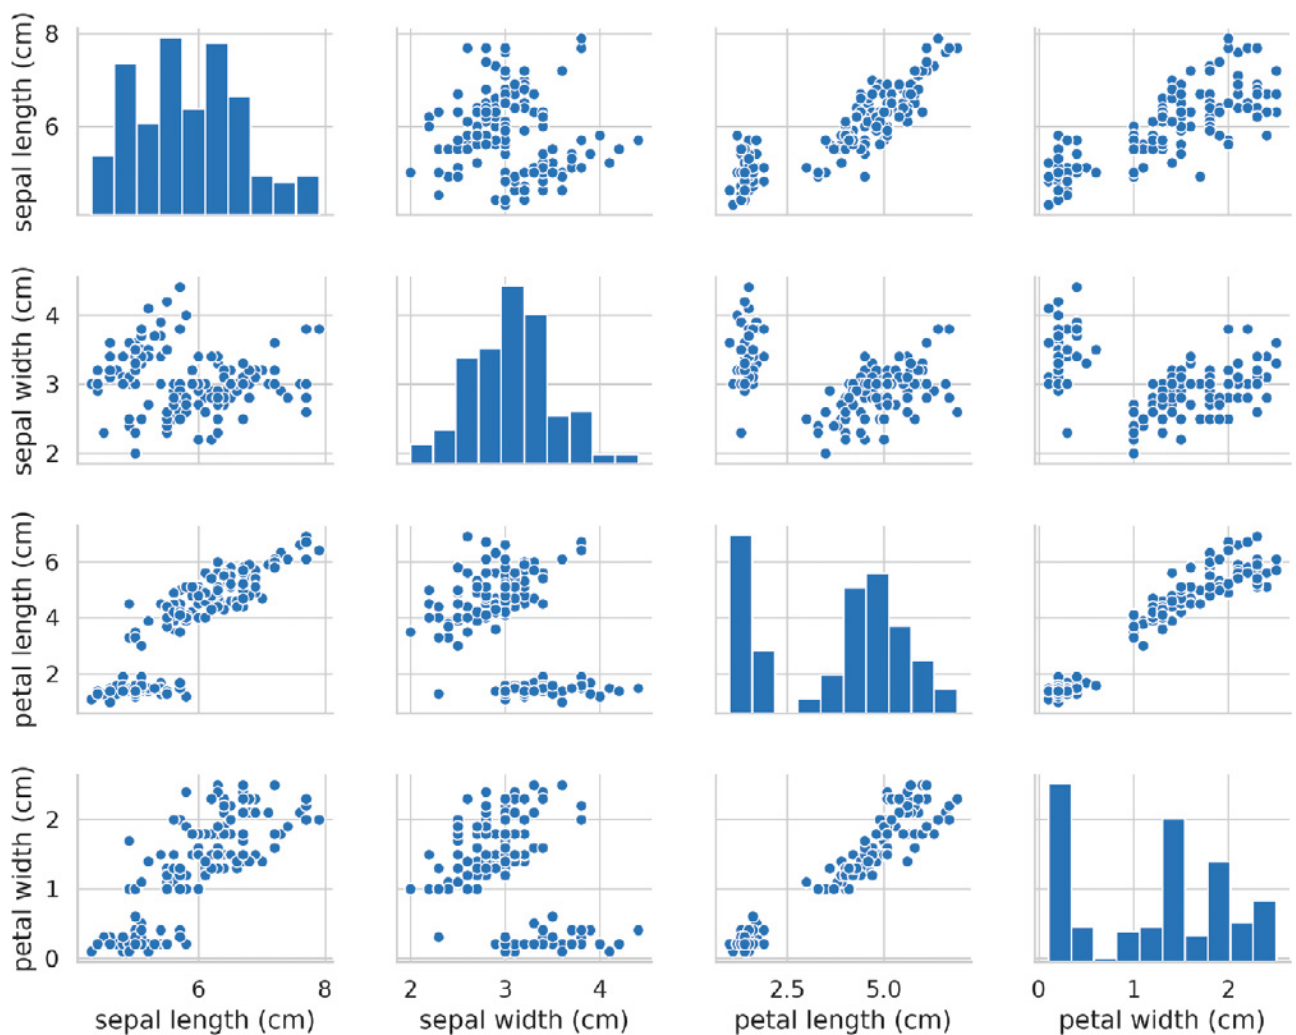 sepal length (cm)
8
6
sepal width (cm)
4
3
2
petal length (cm)
6
4
2
petal width (cm)
2
1
0
6 8
2 3 4
2.5 5.0
0 1 2
sepal length (cm)
sepal width (cm)
petal length (cm)
petal width (cm)